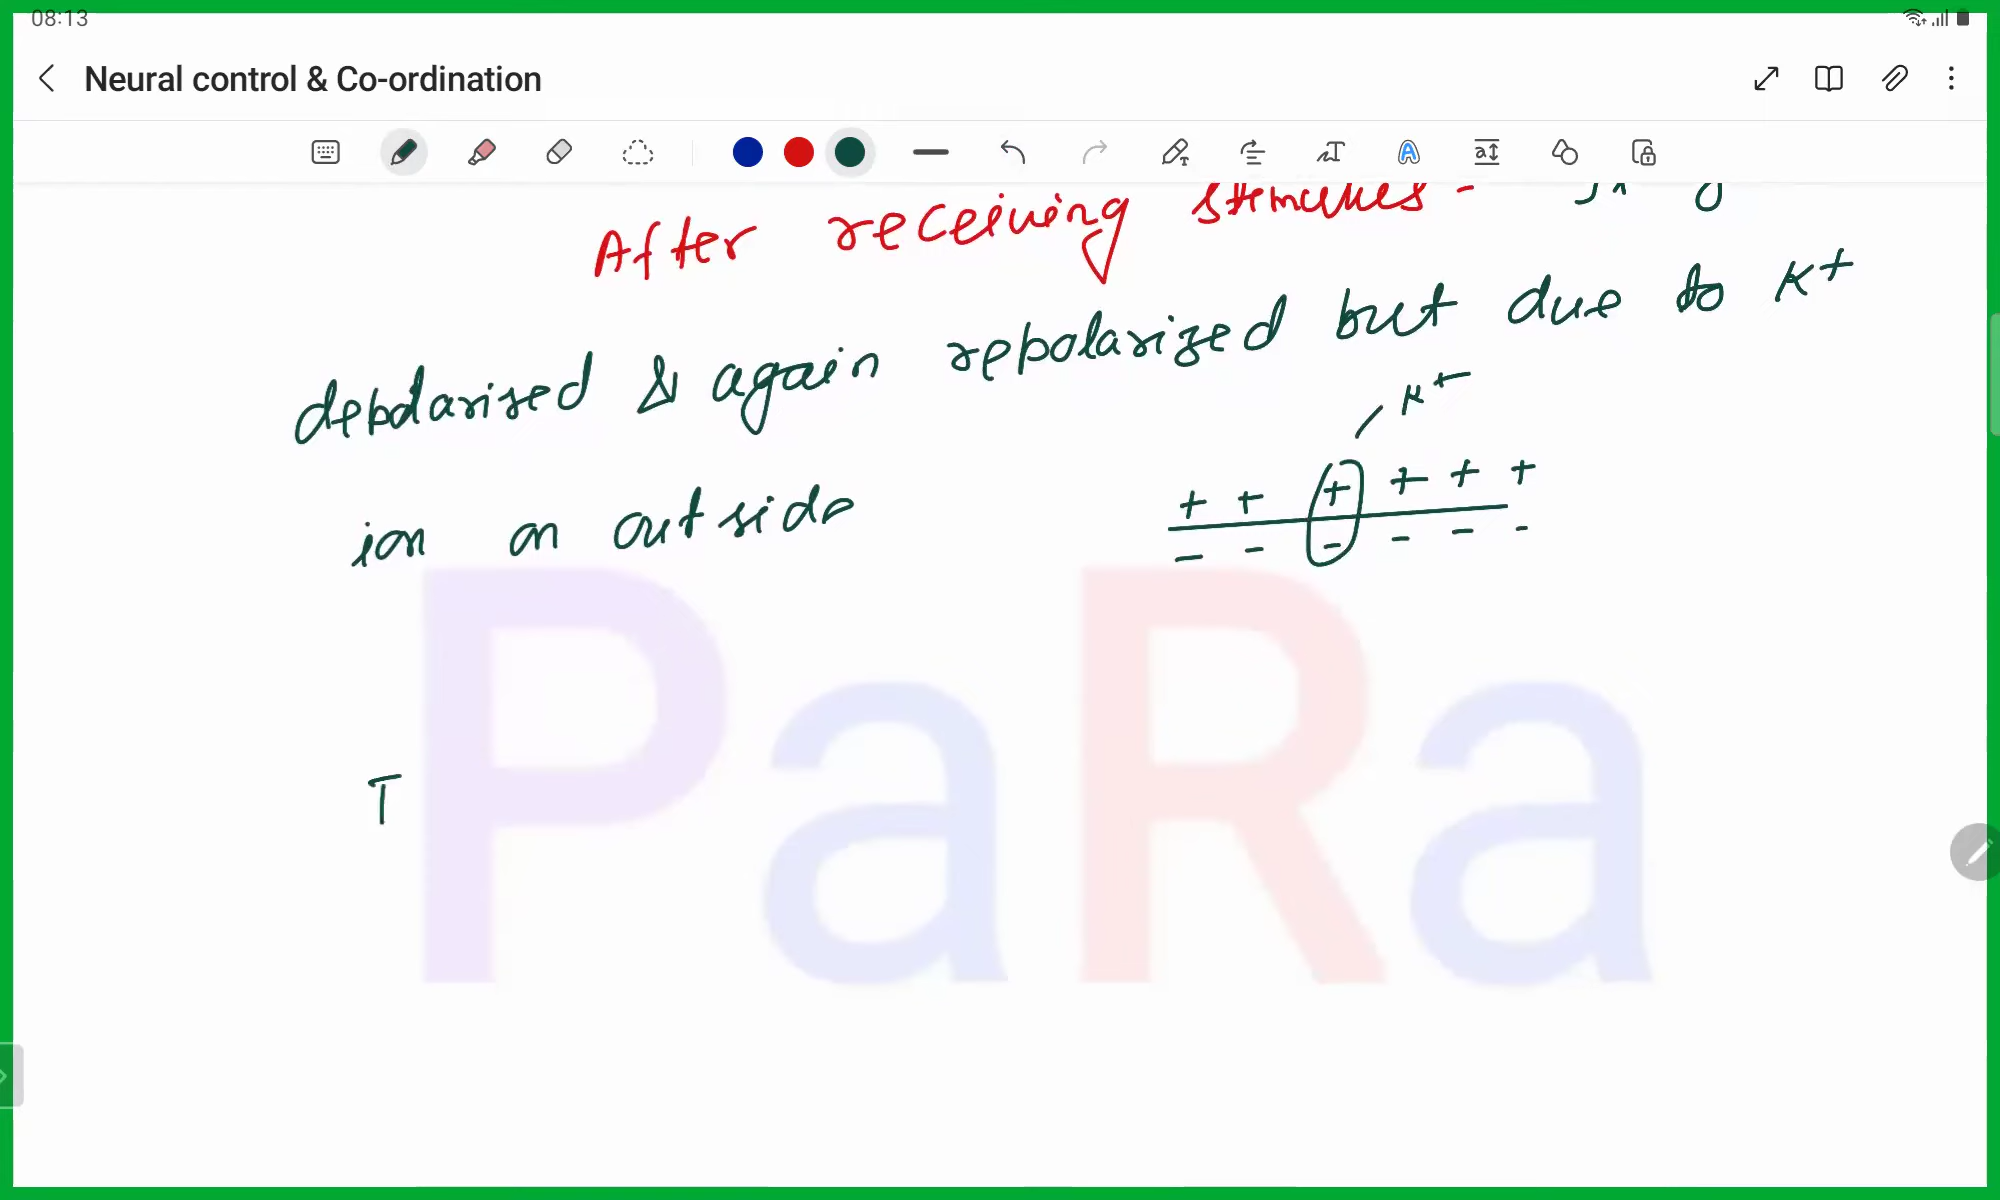 08:13
Neural control & Co-ordination
After receiving stimulus -
depolarised & again repolarized but due to K+
K+
ion on outside
+ + + + + +
- - - - - -
T
PaRa